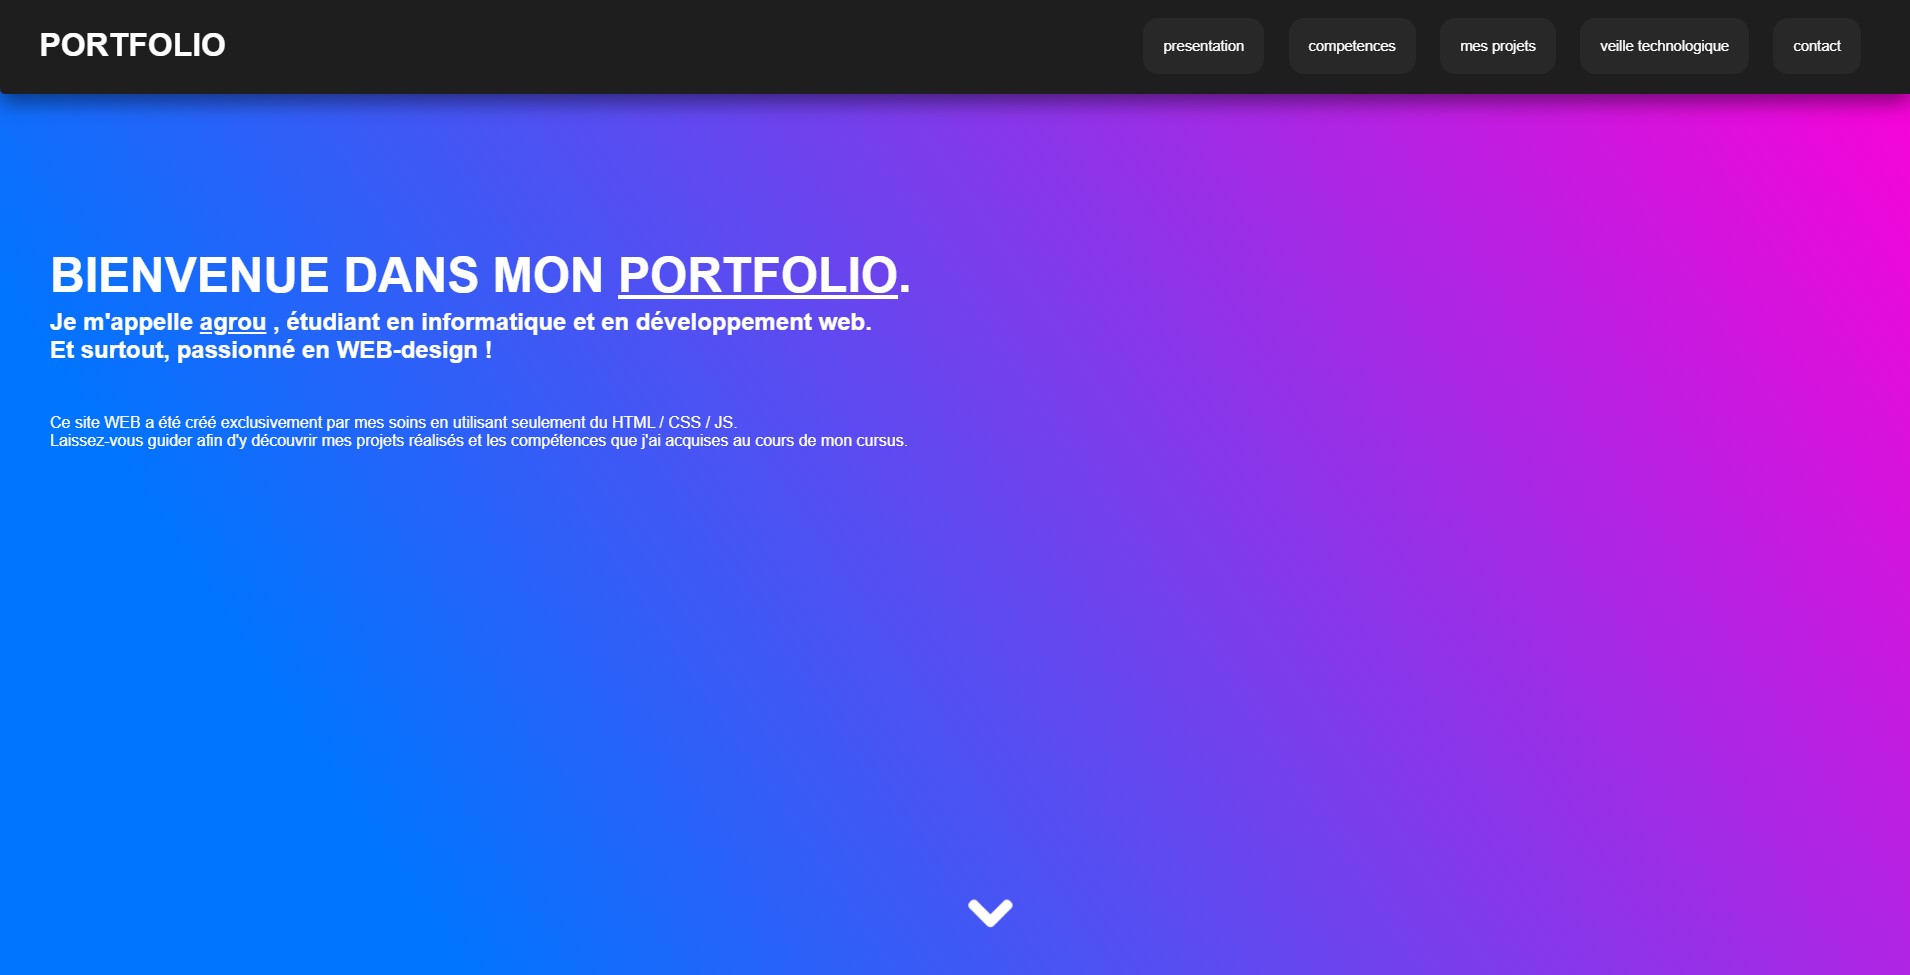 PORTFOLIO
presentation
competences
mes projets
veille technologique
contact
BIENVENUE DANS MON PORTFOLIO.
Je m'appelle agrou , étudiant en informatique et en développement web.
Et surtout, passionné en WEB-design !
Ce site WEB a été créé exclusivement par mes soins en utilisant seulement du HTML / CSS / JS.
Laissez-vous guider afin d'y découvrir mes projets réalisés et les compétences que j'ai acquises au cours de mon cursus.